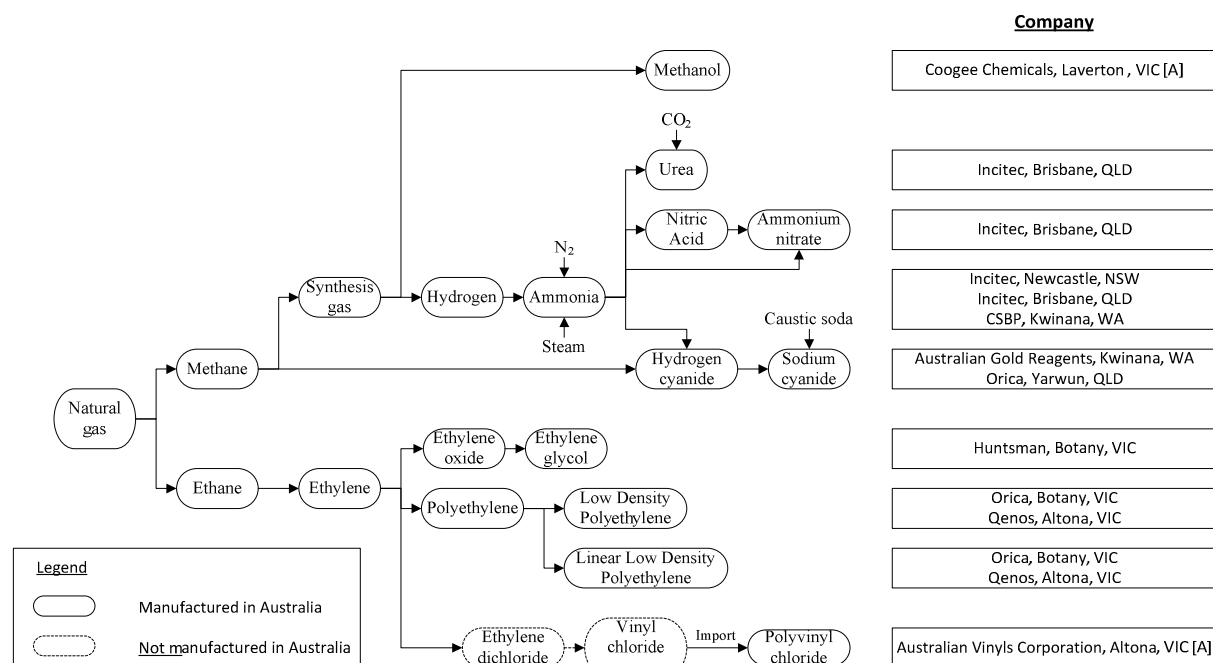 Company
Methanol
Coogee Chemicals, Laverton , VIC [A]
CO2
Urea
Incitec, Brisbane, QLD
Nitric
Acid
Ammonium
nitrate
Incitec, Brisbane, QLD
N2
Synthesis
gas
Hydrogen
Ammonia
Steam
Incitec, Newcastle, NSW
Incitec, Brisbane, QLD
CSBP, Kwinana, WA
Caustic soda
Methane
Hydrogen
cyanide
Sodium
cyanide
Australian Gold Reagents, Kwinana, WA
Orica, Yarwun, QLD
Natural
gas
Ethylene
oxide
Ethylene
glycol
Huntsman, Botany, VIC
Ethane
Ethylene
Polyethylene
Low Density
Polyethylene
Orica, Botany, VIC
Qenos, Altona, VIC
Linear Low Density
Polyethylene
Orica, Botany, VIC
Qenos, Altona, VIC
Ethylene
dichloride
Vinyl
chloride
Import
Polyvinyl
chloride
Australian Vinyls Corporation, Altona, VIC [A]
Legend
Manufactured in Australia
Not manufactured in Australia